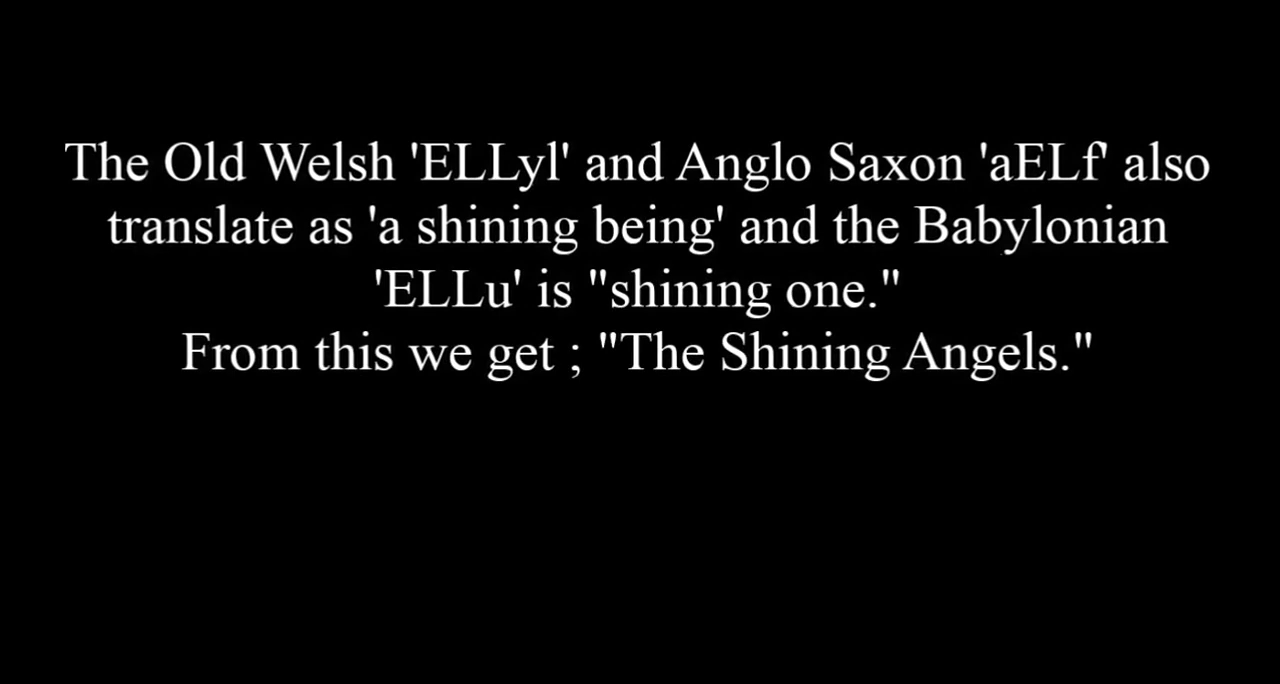 The Old Welsh 'ELLyl' and Anglo Saxon 'aELf' also
translate as 'a shining being' and the Babylonian
'ELLu' is "shining one."
From this we get ; "The Shining Angels."